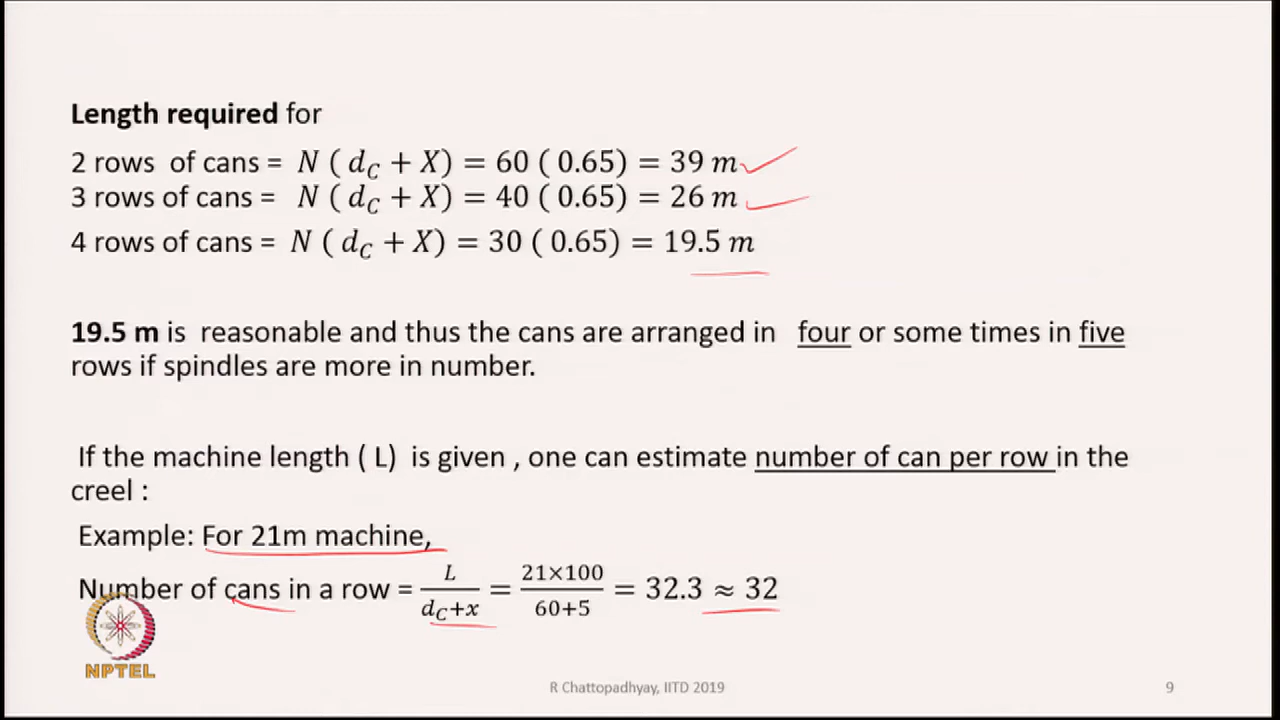 Length required for
2 rows of cans = N ( d_C + X) = 60 ( 0.65) = 39 m
3 rows of cans = N ( d_C + X) = 40 ( 0.65) = 26 m
4 rows of cans = N ( d_C + X) = 30 ( 0.65) = 19.5 m
19.5 m is reasonable and thus the cans are arranged in four or some times in five
rows if spindles are more in number.
If the machine length ( L) is given , one can estimate number of can per row in the
creel :
Example: For 21m machine,
Number of cans in a row = L/(d_C+x) = (21×100)/(60+5) = 32.3 ≈ 32
NPTEL
R Chattopadhyay, IITD 2019
9